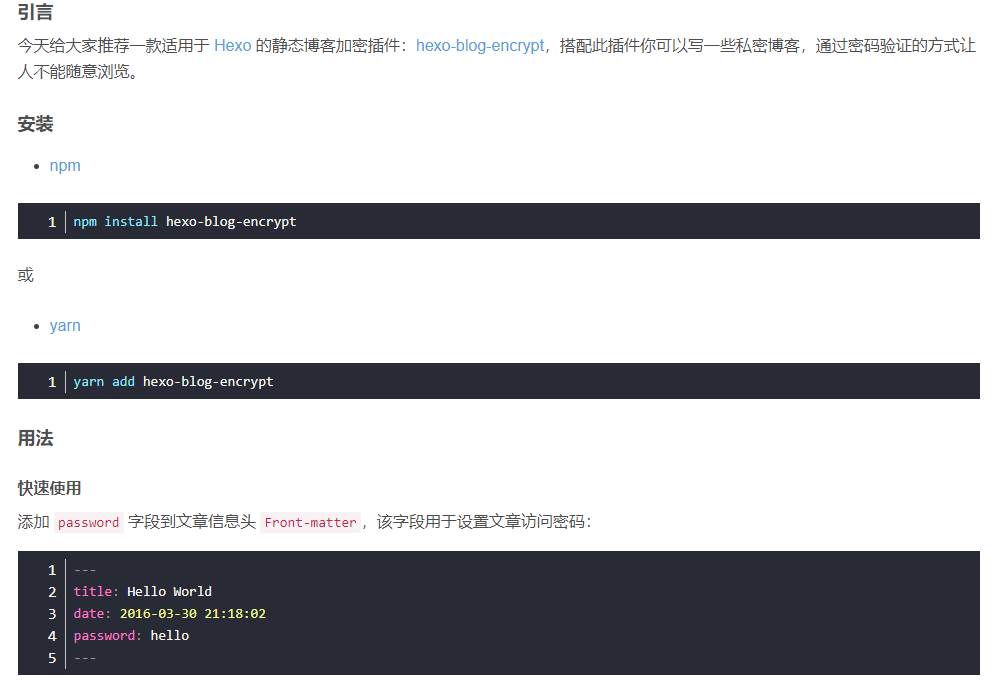 引言
今天给大家推荐一款适用于 Hexo 的静态博客加密插件：hexo-blog-encrypt，搭配此插件你可以写一些私密博客，通过密码验证的方式让
人不能随意浏览。
安装
• npm
1 npm install hexo-blog-encrypt
或
• yarn
1 yarn add hexo-blog-encrypt
用法
快速使用
添加 password 字段到文章信息头 Front-matter，该字段用于设置文章访问密码：
1 ---
2 title: Hello World
3 date: 2016-03-30 21:18:02
4 password: hello
5 ---